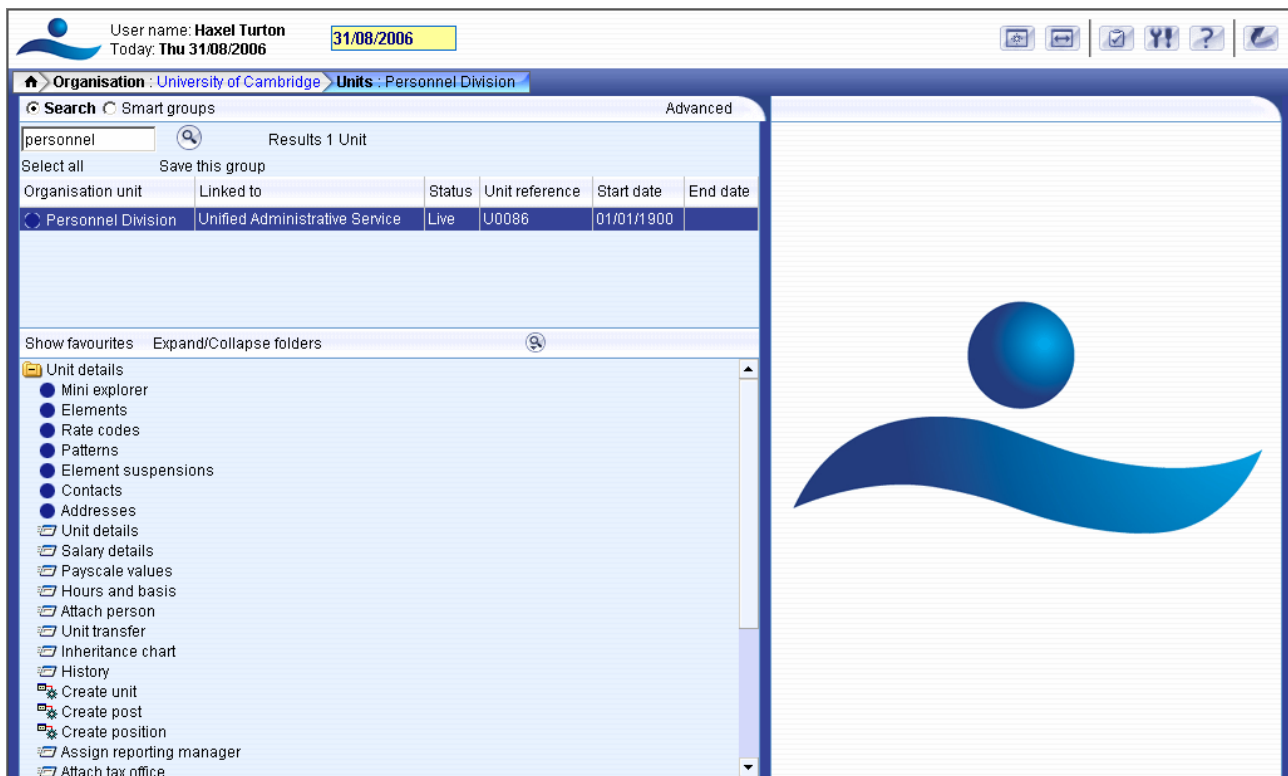 User name: Haxel Turton
Today: Thu 31/08/2006
31/08/2006
Organisation : University of Cambridge Units : Personnel Division
Search Smart groups Advanced
personnel Results 1 Unit
Select all Save this group
Organisation unit Linked to Status Unit reference Start date End date
Personnel Division Unified Administrative Service Live U0086 01/01/1900
Show favourites Expand/Collapse folders
Unit details
Mini explorer
Elements
Rate codes
Patterns
Element suspensions
Contacts
Addresses
Unit details
Salary details
Payscale values
Hours and basis
Attach person
Unit transfer
Inheritance chart
History
Create unit
Create post
Create position
Assign reporting manager
Attach tax office